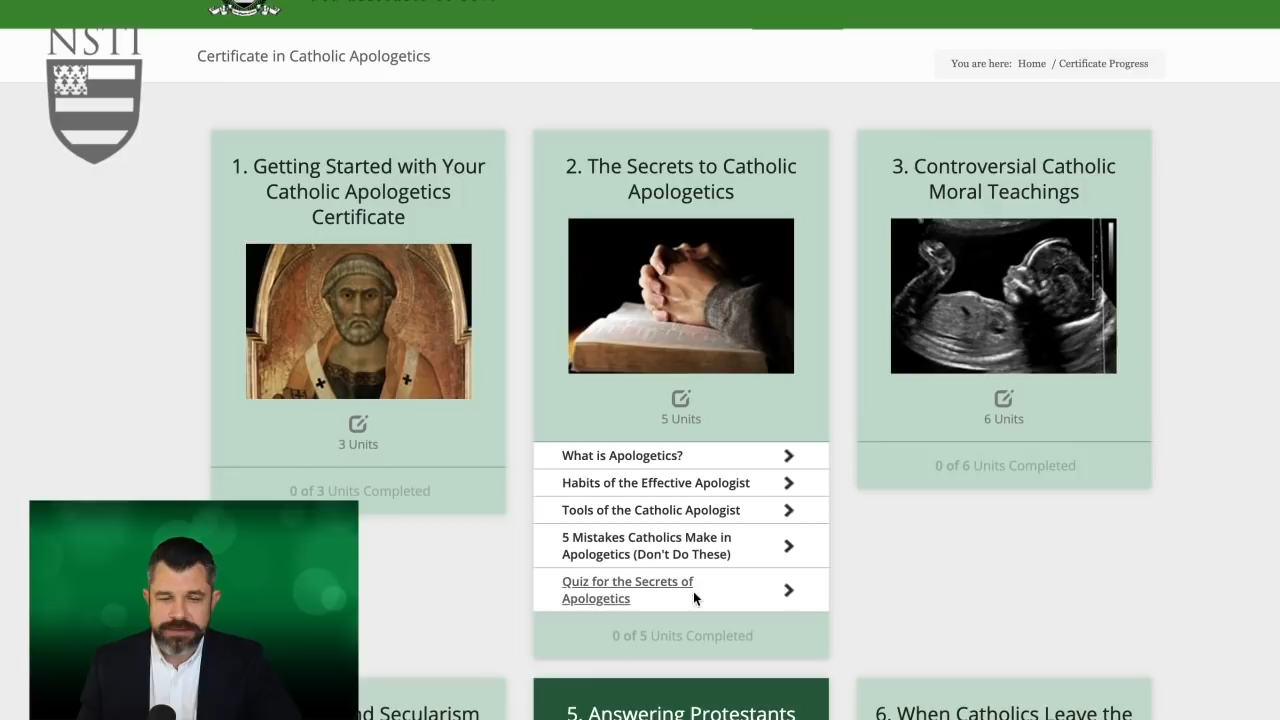 NSTI
Certificate in Catholic Apologetics
You are here: Home / Certificate Progress
1. Getting Started with Your
Catholic Apologetics
Certificate
3 Units
0 of 3 Units Completed
2. The Secrets to Catholic
Apologetics
5 Units
What is Apologetics?
Habits of the Effective Apologist
Tools of the Catholic Apologist
5 Mistakes Catholics Make in
Apologetics (Don't Do These)
Quiz for the Secrets of
Apologetics
0 of 5 Units Completed
3. Controversial Catholic
Moral Teachings
6 Units
0 of 6 Units Completed
Secularism
5. Answering Protestants
6. When Catholics Leave the